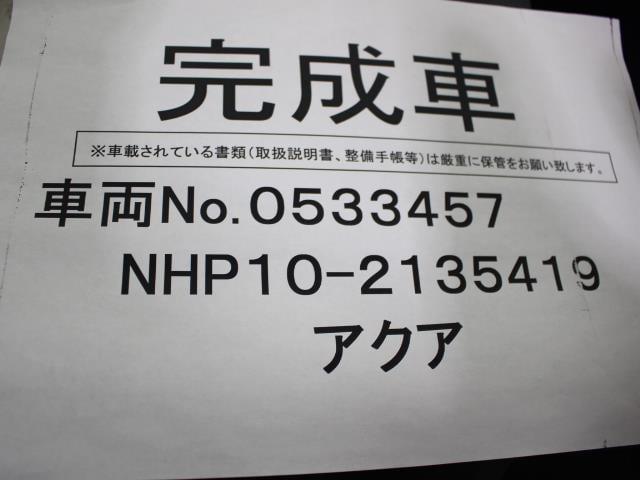 完成車
※車載されている書類(取扱説明書、整備手帳等)は厳重に保管をお願い致します。
車両No.0533457
NHP10-2135419
アクア